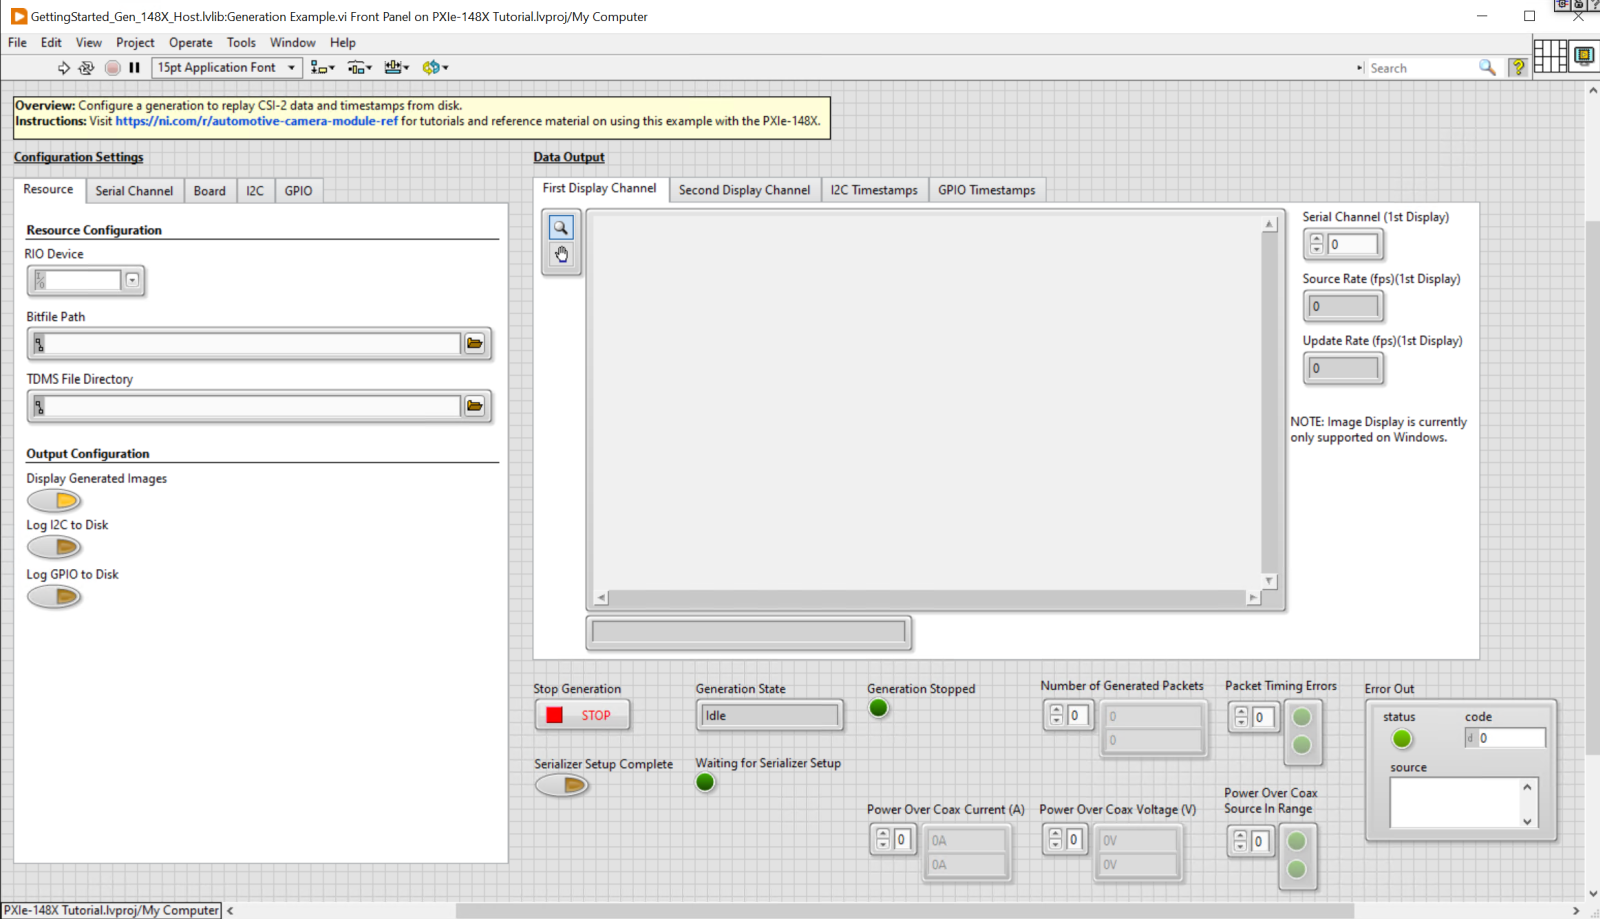 GettingStarted_Gen_148X_Host.lvlib:Generation Example.vi Front Panel on PXIe-148X Tutorial.lvproj/My Computer
File Edit View Project Operate Tools Window Help
15pt Application Font
Search
?
Overview: Configure a generation to replay CSI-2 data and timestamps from disk.
Instructions: Visit https://ni.com/r/automotive-camera-module-ref for tutorials and reference material on using this example with the PXIe-148X.
Configuration Settings
Resource Serial Channel Board I2C GPIO
Resource Configuration
RIO Device
Bitfile Path
TDMS File Directory
Output Configuration
Display Generated Images
Log I2C to Disk
Log GPIO to Disk
Data Output
First Display Channel Second Display Channel I2C Timestamps GPIO Timestamps
Serial Channel (1st Display)
0
Source Rate (fps)(1st Display)
0
Update Rate (fps)(1st Display)
0
NOTE: Image Display is currently
only supported on Windows.
Stop Generation
STOP
Generation State
Idle
Generation Stopped
Number of Generated Packets
0
0
0
Packet Timing Errors
0
Error Out
status
code
d 0
source
Serializer Setup Complete
Waiting for Serializer Setup
Power Over Coax Current (A)
0
0A
0A
Power Over Coax Voltage (V)
0
0V
0V
Power Over Coax
Source In Range
0
PXIe-148X Tutorial.lvproj/My Computer